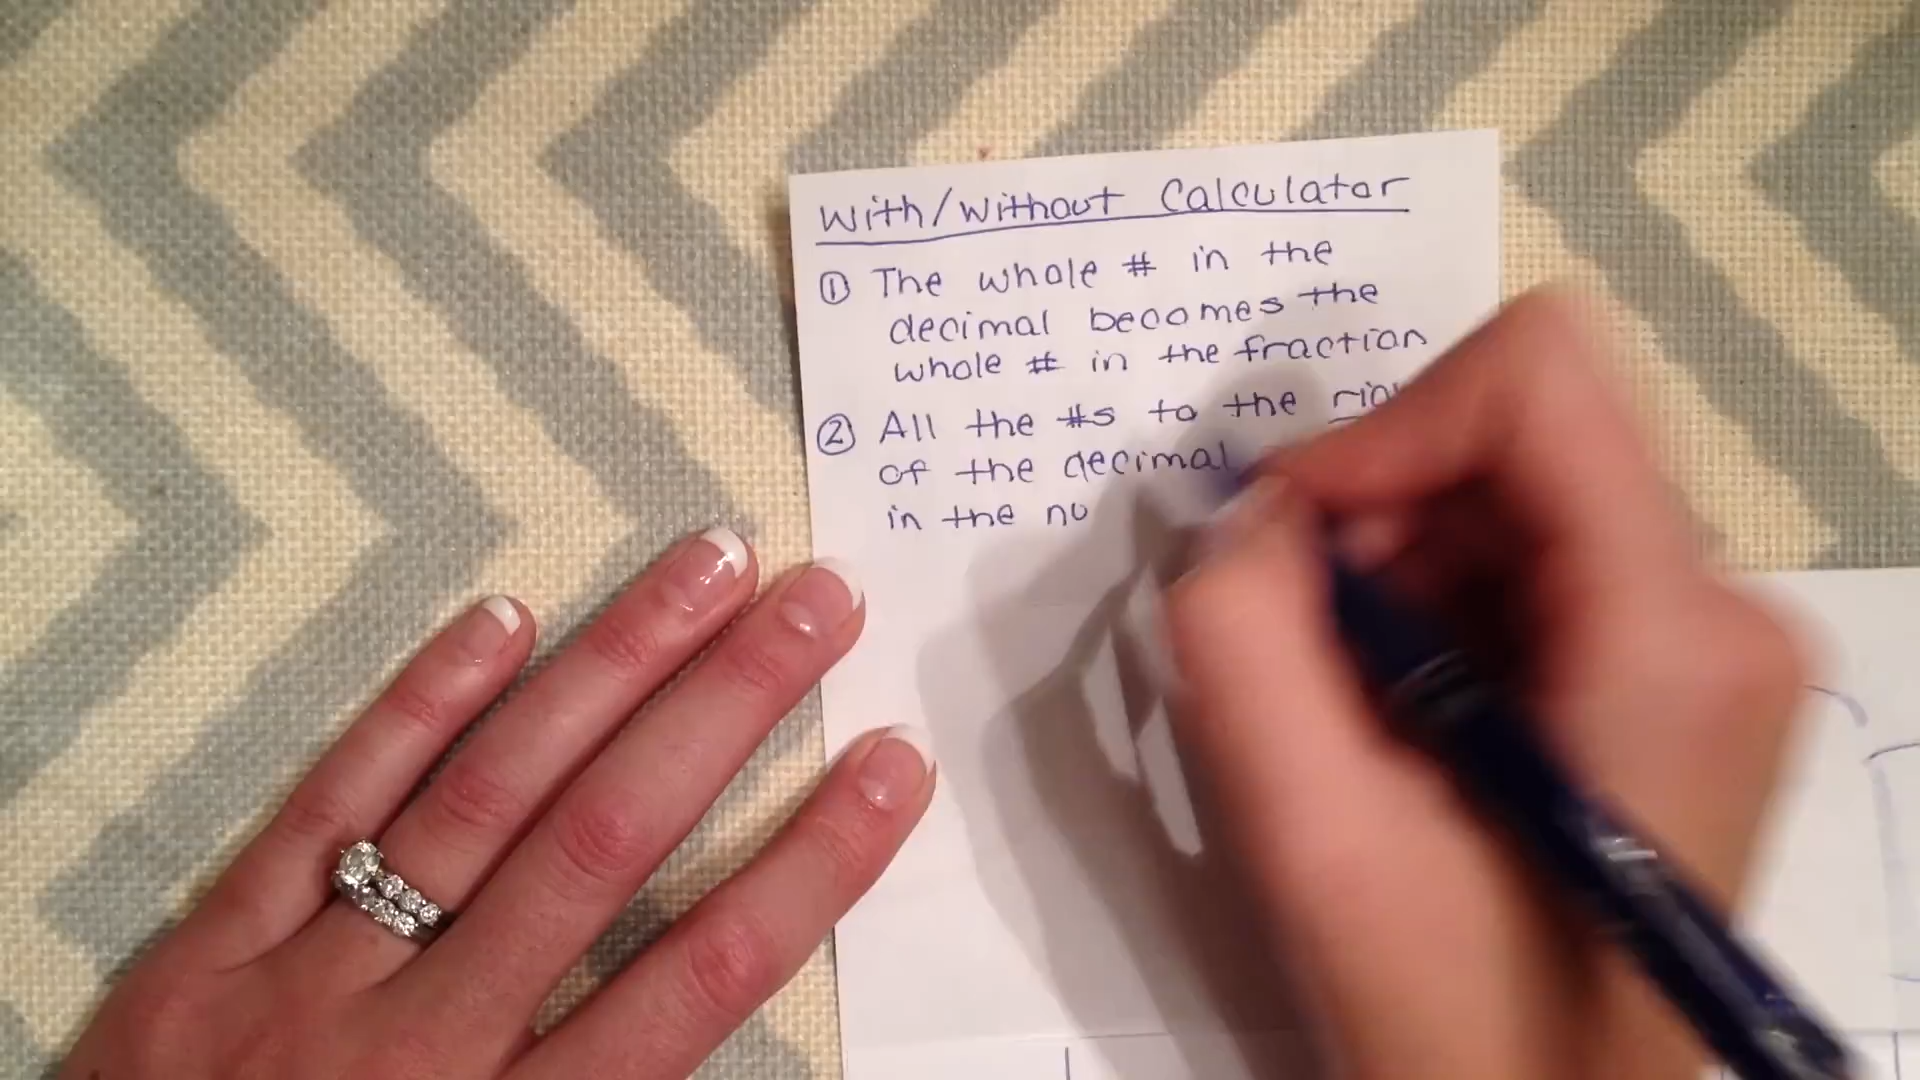 With/Without Calculator
① The whole # in the
decimal becomes the
whole # in the fraction
② All the #s to the
of the decimal
in the nu